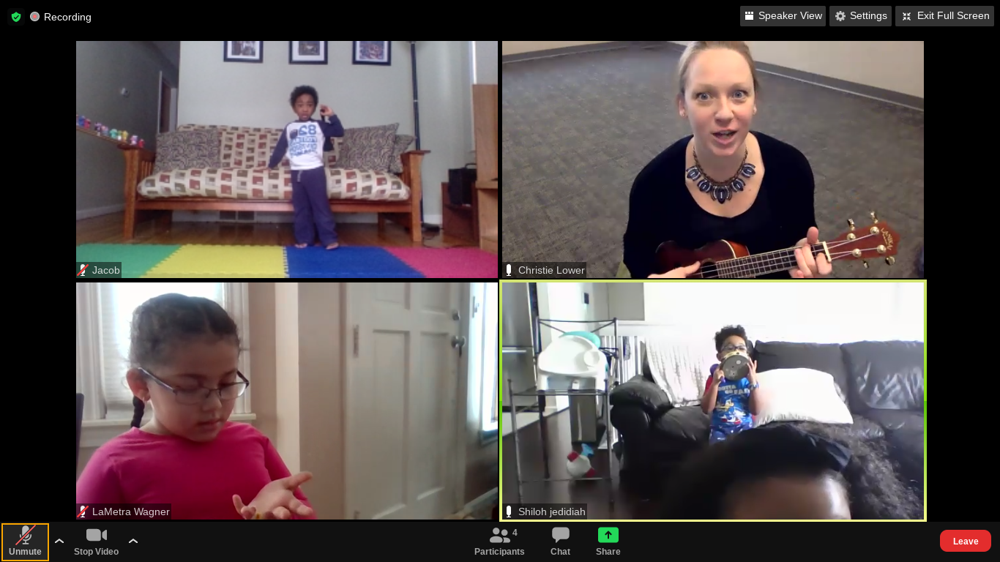 Recording
Speaker View
Settings
Exit Full Screen
Jacob
Christie Lower
LaMetra Wagner
Shiloh jedidiah
Unmute
Stop Video
Participants
4
Chat
Share
Leave